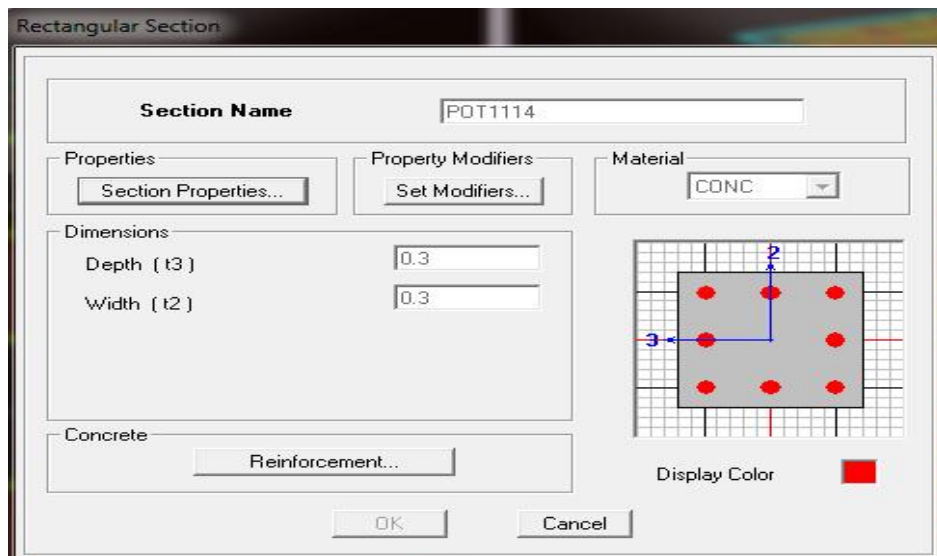 Rectangular Section
Section Name POT1114
Properties Property Modifiers Material
Section Properties... Set Modifiers... CONC
Dimensions
Depth ( t3 ) 0.3
Width ( t2 ) 0.3
2
3
Concrete
Reinforcement...
Display Color
OK Cancel